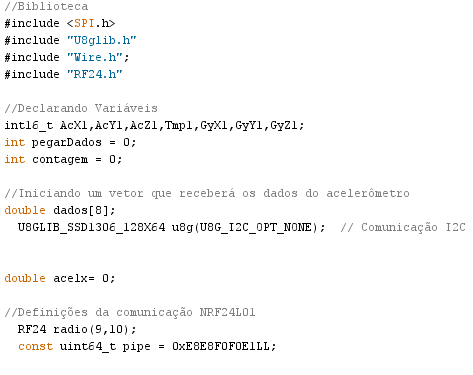 //Biblioteca
#include <SPI.h>
#include "U8glib.h"
#include "Wire.h";
#include "RF24.h"
//Declarando Variáveis
int16_t AcX1,AcY1,AcZ1,Tmp1,GyX1,GyY1,GyZ1;
int pegarDados = 0;
int contagem = 0;
//Iniciando um vetor que receberá os dados do acelerômetro
double dados[8];
U8GLIB_SSD1306_128X64 u8g(U8G_I2C_OPT_NONE);  // Comunicação I2C
double acelx= 0;
//Definições da comunicação NRF24L01
RF24 radio(9,10);
const uint64_t pipe = 0xE8E8F0F0E1LL;